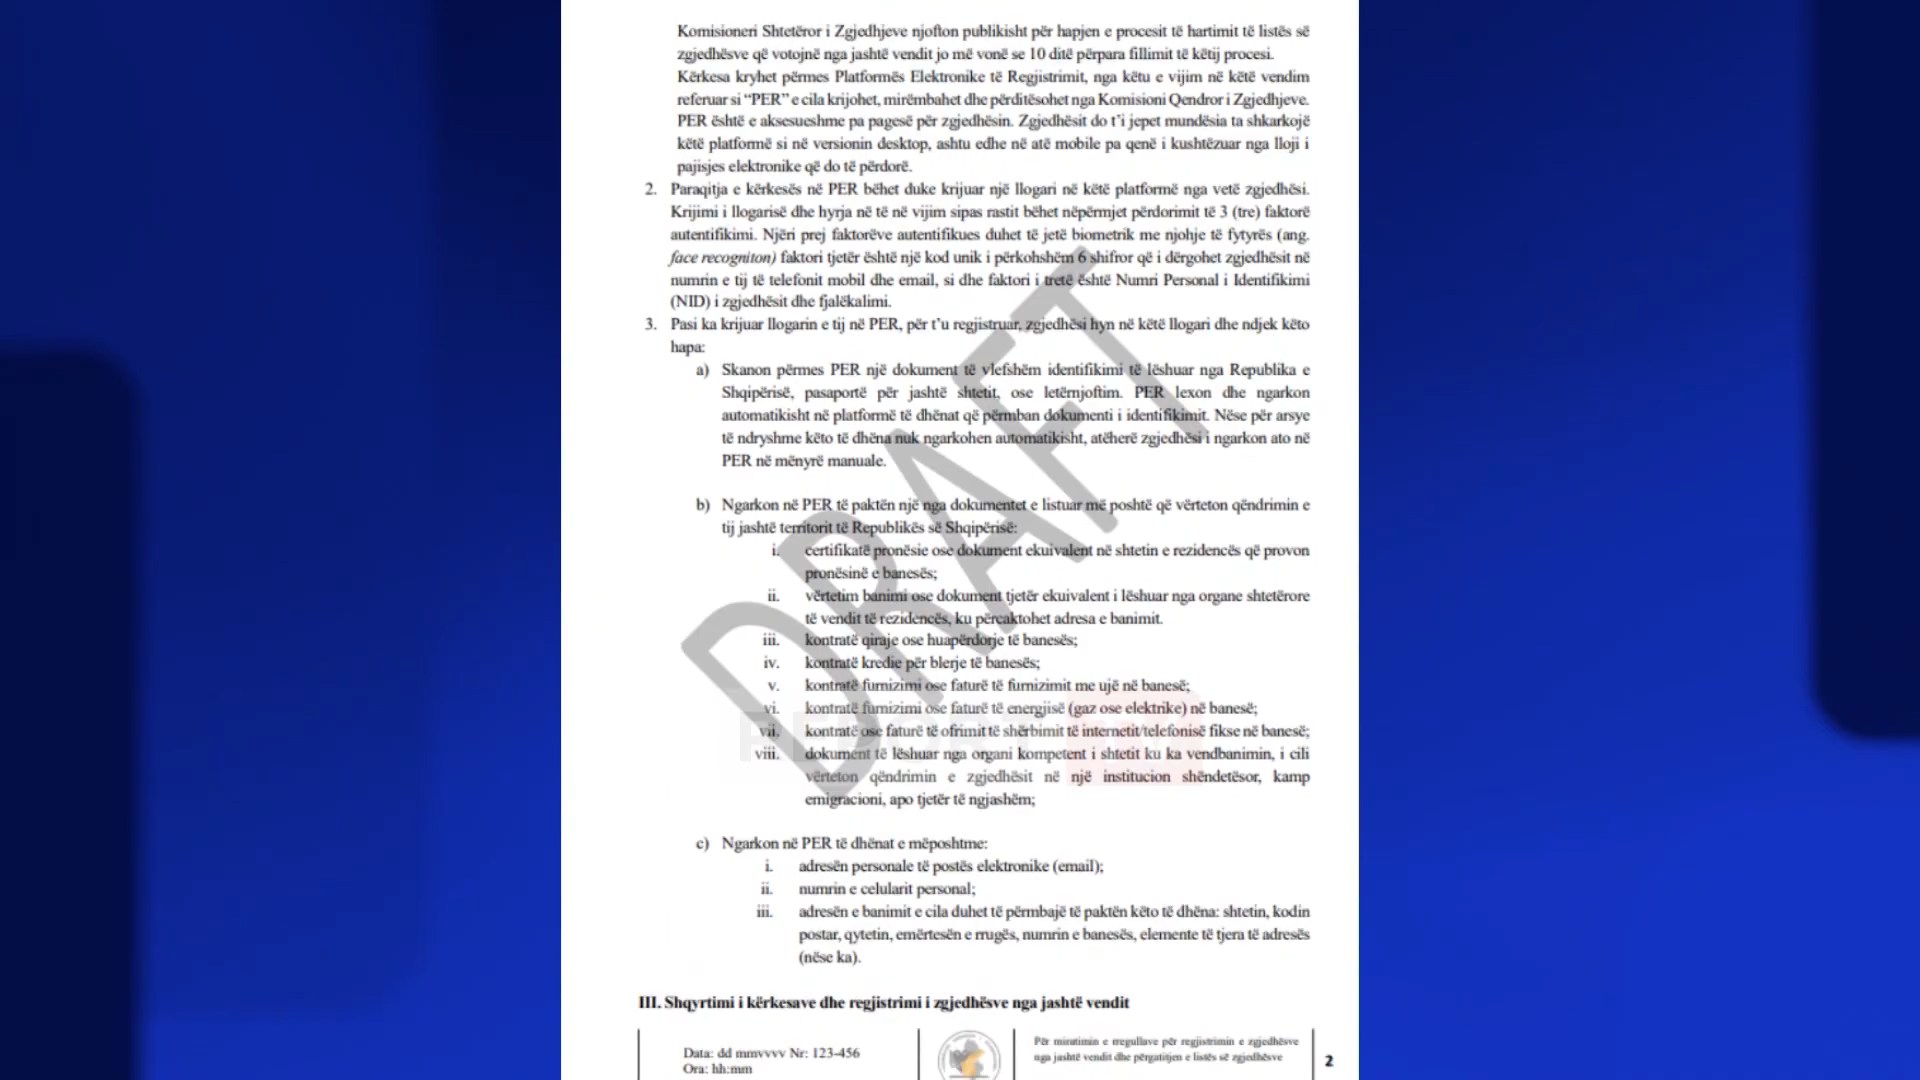 Komisioneri Shtetëror i Zgjedhjeve njofton publikisht për hapjen e procesit të hartimit të listës së
zgjedhësve që votojnë nga jashtë vendit jo më vonë se 10 ditë përpara fillimit të këtij procesi.
Kërkesa kryhet përmes Platformës Elektronike të Regjistrimit, nga këtu e vijim në këtë vendim
referuar si “PER” e cila krijohet, mirëmbahet dhe përditësohet nga Komisioni Qendror i Zgjedhjeve.
PER është e aksesueshme pa pagesë për zgjedhësin. Zgjedhësit do t’i jepet mundësia ta shkarkojë
këtë platformë si në versionin desktop, ashtu edhe në atë mobile pa qenë i kushtëzuar nga lloji i
pajisjes elektronike që do të përdorë.
2. Paraqitja e kërkesës në PER bëhet duke krijuar një llogari në këtë platformë nga vetë zgjedhësi.
Krijimi i llogarisë dhe hyrja në të në vijim sipas rastit bëhet nëpërmjet përdorimit të 3 (tre) faktorë
autentifikimi. Njëri prej faktorëve autentifikues duhet të jetë biometrik me njohje të fytyrës (ang.
face recogniton) faktori tjetër është një kod unik i përkohshëm 6 shifror që i dërgohet zgjedhësit në
numrin e tij të telefonit mobil dhe email, si dhe faktori i tretë është Numri Personal i Identifikimi
(NID) i zgjedhësit dhe fjalëkalimi.
3. Pasi ka krijuar llogarin e tij në PER, për t’u regjistruar, zgjedhësi hyn në këtë llogari dhe ndjek këto
hapa:
a) Skanon përmes PER një dokument të vlefshëm identifikimi të lëshuar nga Republika e
Shqipërisë, pasaportë për jashtë shtetit, ose letërnjoftim. PER lexon dhe ngarkon
automatikisht në platformë të dhënat që përmban dokumenti i identifikimit. Nëse për arsye
të ndryshme këto të dhëna nuk ngarkohen automatikisht, atëherë zgjedhësi i ngarkon ato në
PER në mënyrë manuale.
b) Ngarkon në PER të paktën një nga dokumentet e listuar më poshtë që vërteton qëndrimin e
tij jashtë territorit të Republikës së Shqipërisë:
i. certifikatë pronësie ose dokument ekuivalent në shtetin e rezidencës që provon
pronësinë e banesës;
ii. vërtetim banimi ose dokument tjetër ekuivalent i lëshuar nga organe shtetërore
të vendit të rezidencës, ku përcaktohet adresa e banimit.
iii. kontratë qiraje ose huapërdorje të banesës;
iv. kontratë kredie për blerje të banesës;
v. kontratë furnizimi ose faturë të furnizimit me ujë në banesë;
vi. kontratë furnizimi ose faturë të energjisë (gaz ose elektrike) në banesë;
vii. kontratë ose faturë të ofrimit të shërbimit të internetit/telefonisë fikse në banesë;
viii. dokument të lëshuar nga organi kompetent i shtetit ku ka vendbanimin, i cili
vërteton qëndrimin e zgjedhësit në një institucion shëndetësor, kamp
emigracioni, apo tjetër të ngjashëm;
c) Ngarkon në PER të dhënat e mëposhtme:
i. adresën personale të postës elektronike (email);
ii. numrin e celularit personal;
iii. adresën e banimit e cila duhet të përmbajë të paktën këto të dhëna: shtetin, kodin
postar, qytetin, emërtesën e rrugës, numrin e banesës, elemente të tjera të adresës
(nëse ka).
III. Shqyrtimi i kërkesave dhe regjistrimi i zgjedhësve nga jashtë vendit
Data: dd mmvvvv Nr: 123-456
Ora: hh:mm
Për miratimin e rregullave për regjistrimin e zgjedhësve
nga jashtë vendit dhe përgatitjen e listës së zgjedhësve
2
DRAFT